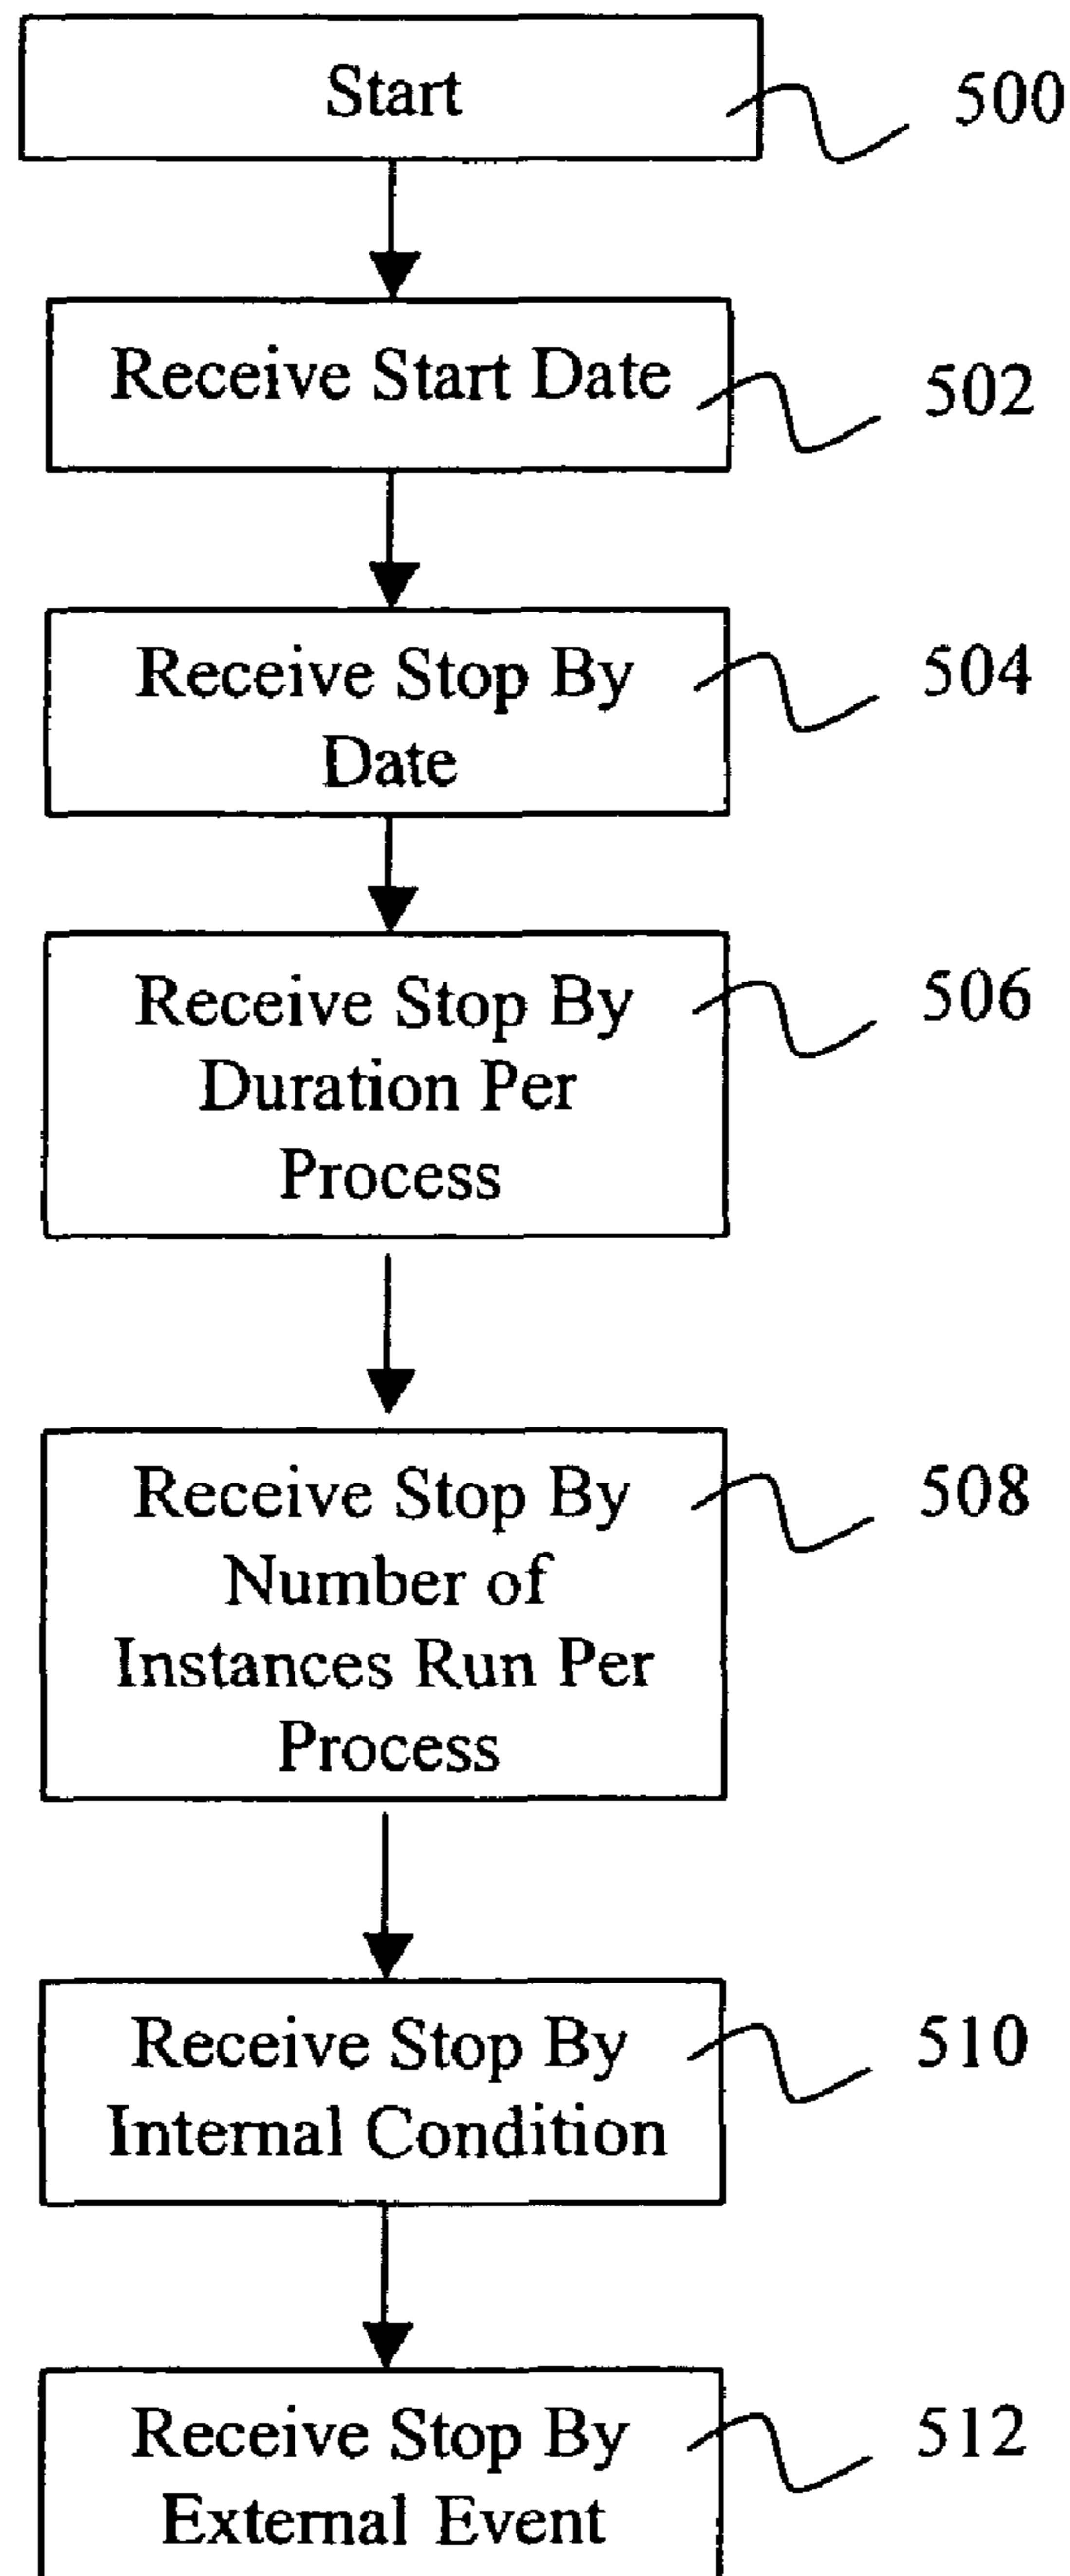 Start
500
Receive Start Date
502
Receive Stop By
Date
504
Receive Stop By
Duration Per
Process
506
Receive Stop By
Number of
Instances Run Per
Process
508
Receive Stop By
Internal Condition
510
Receive Stop By
External Event
512